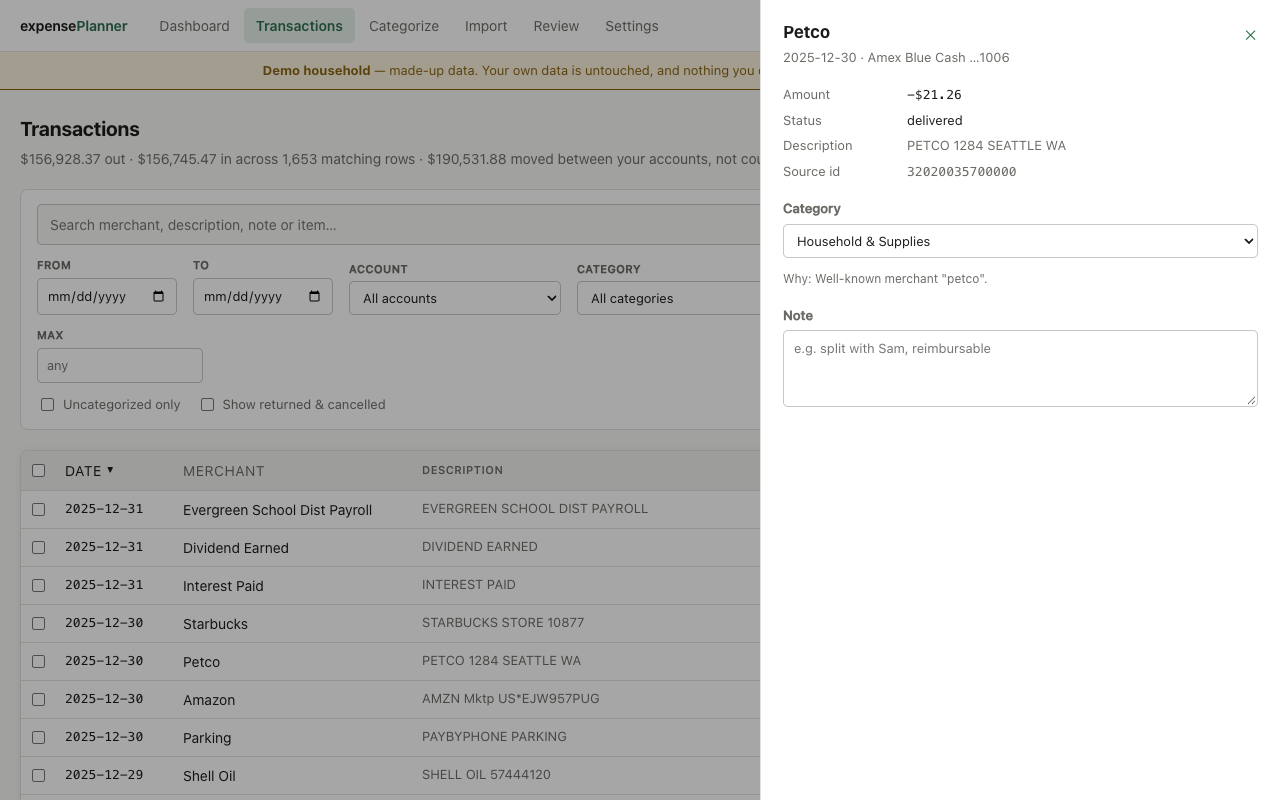 expensePlanner Dashboard Transactions Categorize Import Review Settings
Demo household — made-up data. Your own data is untouched, and nothing you
Transactions
$156,928.37 out · $156,745.47 in across 1,653 matching rows · $190,531.88 moved between your accounts, not
Search merchant, description, note or item...
FROM TO ACCOUNT CATEGORY
mm/dd/yyyy mm/dd/yyyy All accounts All categories
MAX
any
Uncategorized only Show returned & cancelled
DATE ▼ MERCHANT DESCRIPTION
2025-12-31 Evergreen School Dist Payroll EVERGREEN SCHOOL DIST PAYROLL
2025-12-31 Dividend Earned DIVIDEND EARNED
2025-12-31 Interest Paid INTEREST PAID
2025-12-30 Starbucks STARBUCKS STORE 10877
2025-12-30 Petco PETCO 1284 SEATTLE WA
2025-12-30 Amazon AMZN Mktp US*EJW957PUG
2025-12-30 Parking PAYBYPHONE PARKING
2025-12-29 Shell Oil SHELL OIL 57444120
Petco
2025-12-30 · Amex Blue Cash ...1006
Amount −$21.26
Status delivered
Description PETCO 1284 SEATTLE WA
Source id 32020035700000
Category
Household & Supplies
Why: Well-known merchant "petco".
Note
e.g. split with Sam, reimbursable